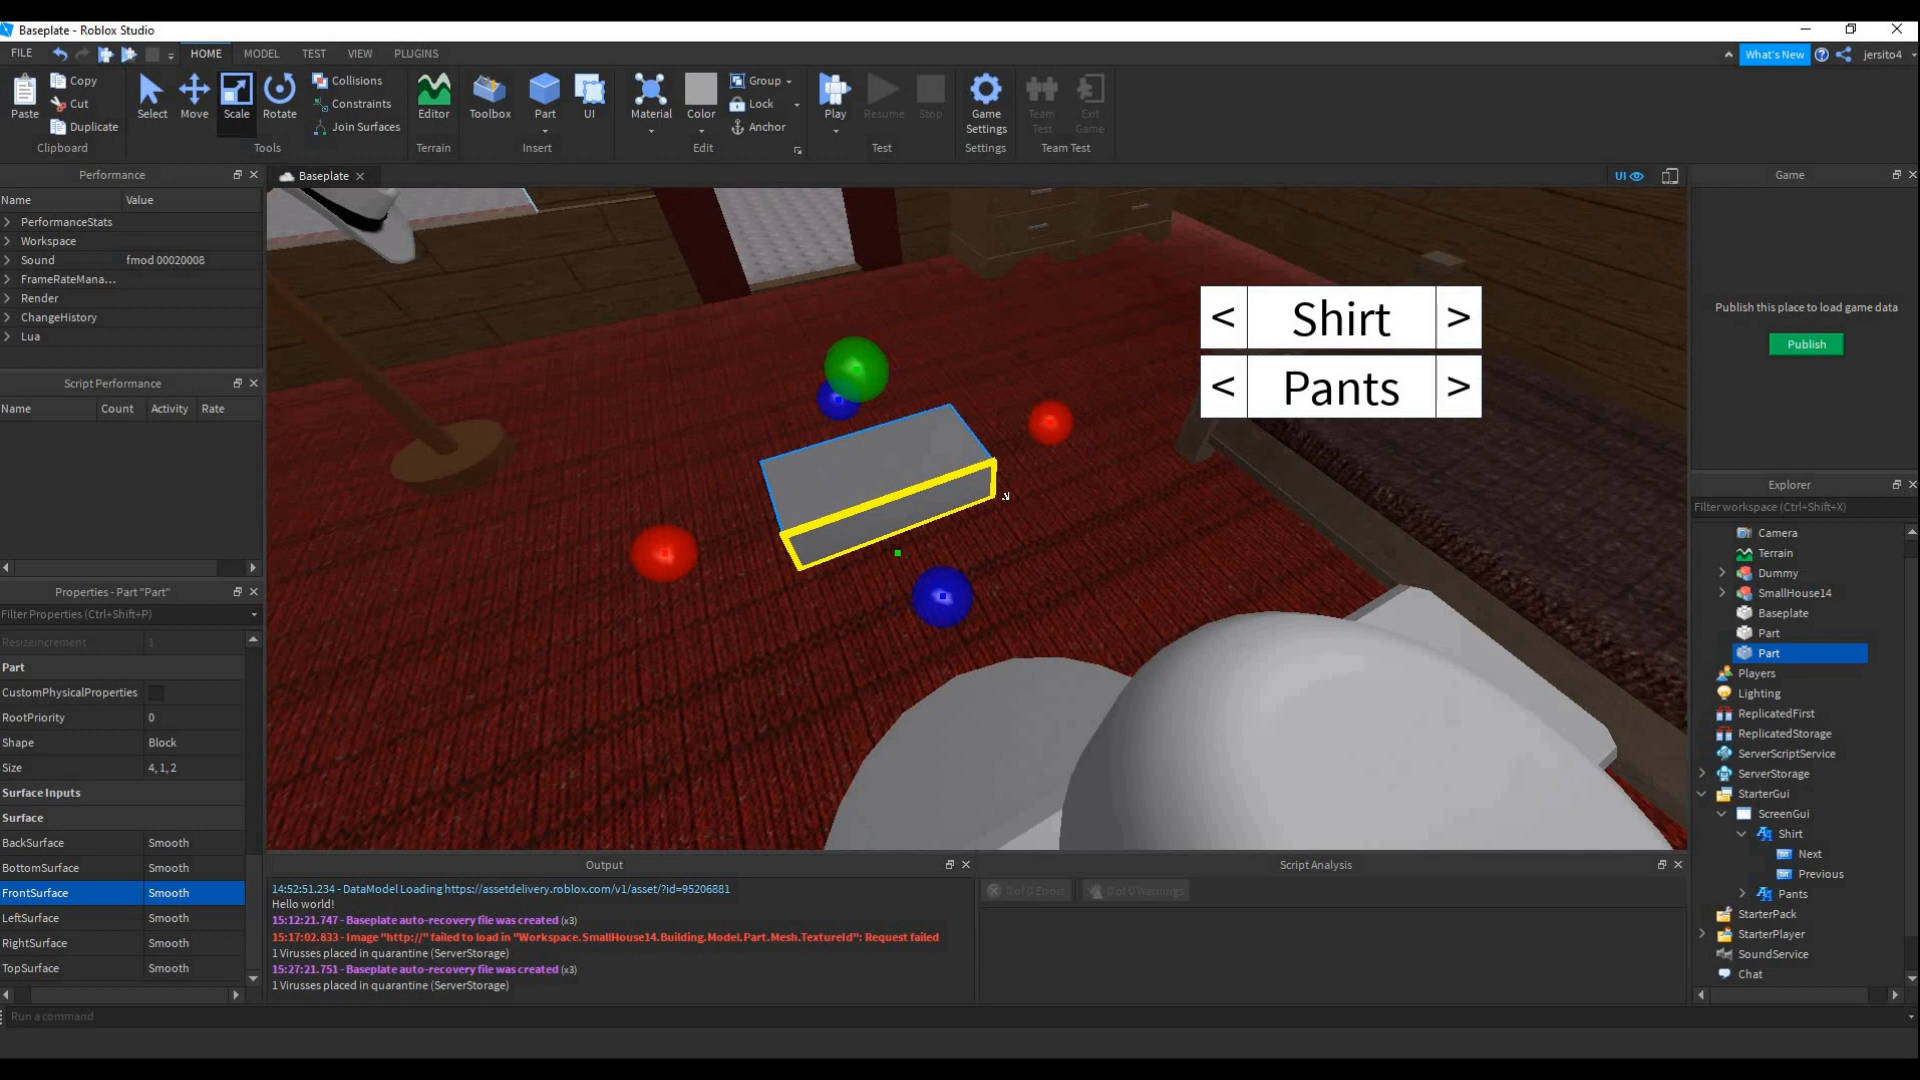 Baseplate - Roblox Studio
FILE HOME MODEL TEST VIEW PLUGINS
What's New jersito4
Paste Copy Cut Duplicate
Clipboard
Select Move Scale Rotate Collisions Constraints Join Surfaces
Tools
Editor
Terrain
Toolbox Part UI
Insert
Material Color Group Lock Anchor
Edit
Play Resume Stop
Test
Game Settings
Settings
Team Test Exit Game
Team Test
Performance
Name Value
PerformanceStats
Workspace
Sound fmod 00020008
FrameRateMana...
Render
ChangeHistory
Lua
Script Performance
Name Count Activity Rate
Properties - Part "Part"
Filter Properties (Ctrl+Shift+P)
ResizeIncrement 1
Part
CustomPhysicalProperties
RootPriority 0
Shape Block
Size 4, 1, 2
Surface Inputs
Surface
BackSurface Smooth
BottomSurface Smooth
FrontSurface Smooth
LeftSurface Smooth
RightSurface Smooth
TopSurface Smooth
Run a command
Baseplate
UI
< Shirt >
< Pants >
Output
14:52:51.234 - DataModel Loading https://assetdelivery.roblox.com/v1/asset/?id=95206881
Hello world!
15:12:21.747 - Baseplate auto-recovery file was created (x3)
15:17:02.833 - Image "http://" failed to load in "Workspace.SmallHouse14.Building.Model.Part.Mesh.TextureId": Request failed
1 Virusses placed in quarantine (ServerStorage)
15:27:21.751 - Baseplate auto-recovery file was created (x3)
1 Virusses placed in quarantine (ServerStorage)
Script Analysis
0 of 0 Errors 0 of 0 Warnings
Game
Publish this place to load game data
Publish
Explorer
Filter workspace (Ctrl+Shift+X)
Camera
Terrain
Dummy
SmallHouse14
Baseplate
Part
Part
Players
Lighting
ReplicatedFirst
ReplicatedStorage
ServerScriptService
ServerStorage
StarterGui
ScreenGui
Shirt
Next
Previous
Pants
StarterPack
StarterPlayer
SoundService
Chat